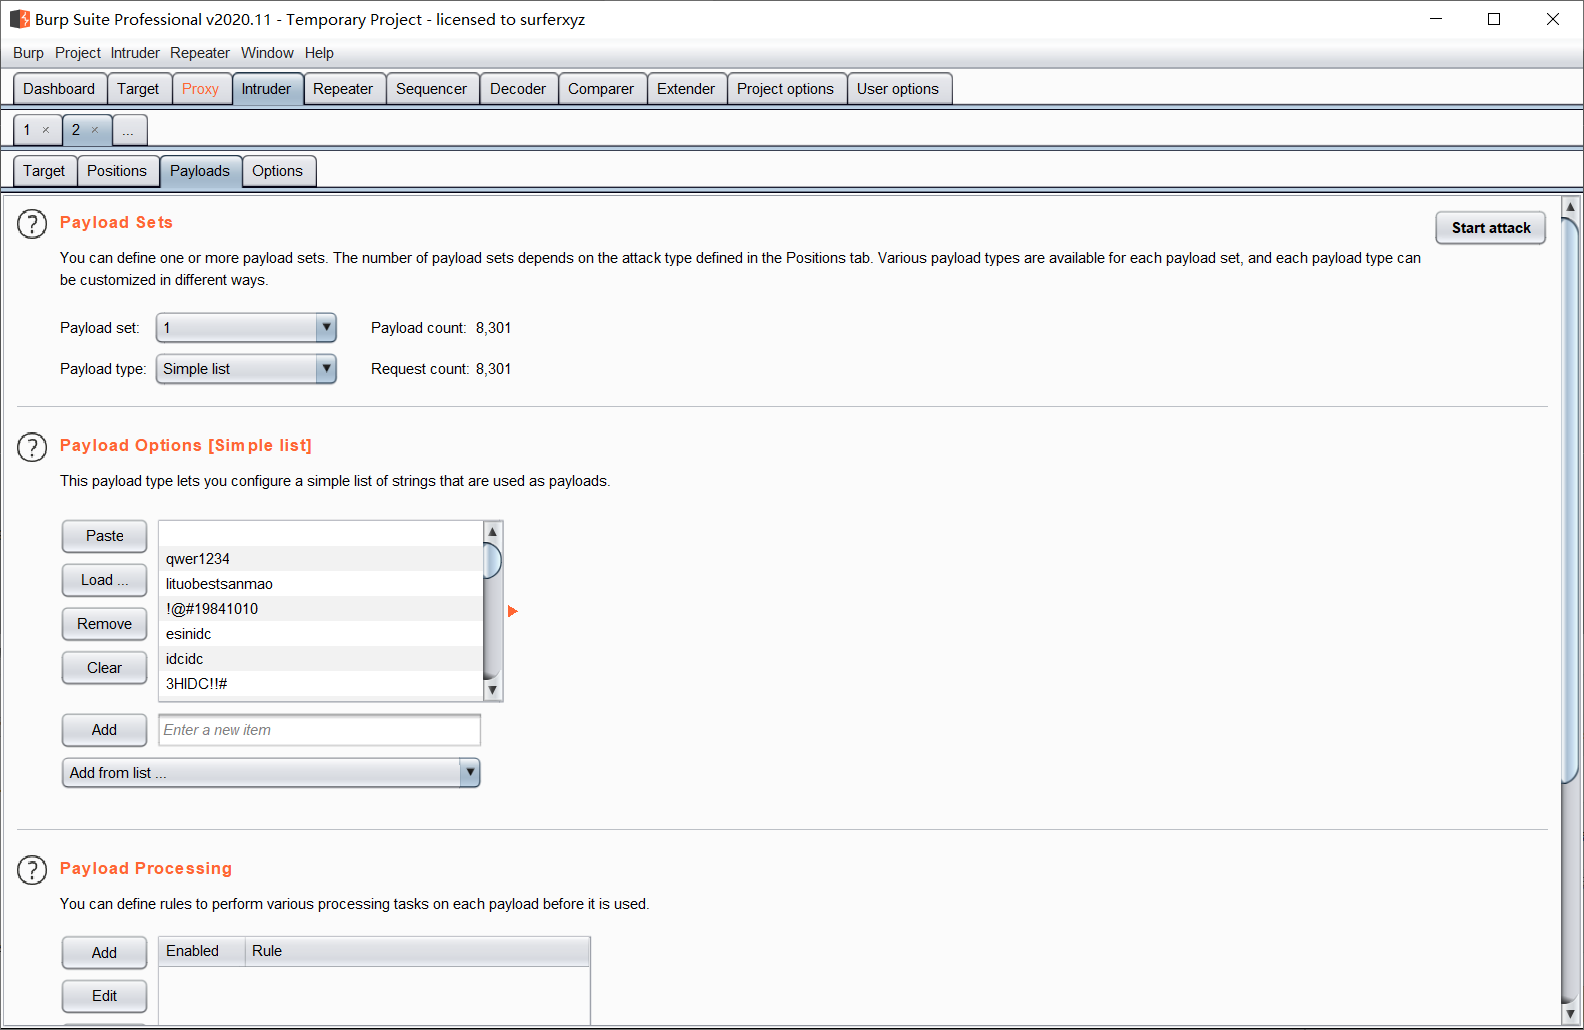 Burp Suite Professional v2020.11 - Temporary Project - licensed to surferxyz
Burp Project Intruder Repeater Window Help
Dashboard Target Proxy Intruder Repeater Sequencer Decoder Comparer Extender Project options User options
1 × 2 × ...
Target Positions Payloads Options
? Payload Sets
Start attack
You can define one or more payload sets. The number of payload sets depends on the attack type defined in the Positions tab. Various payload types are available for each payload set, and each payload type can
be customized in different ways.
Payload set: 1 Payload count: 8,301
Payload type: Simple list Request count: 8,301
? Payload Options [Simple list]
This payload type lets you configure a simple list of strings that are used as payloads.
Paste
qwer1234
Load ... lituobestsanmao
!@#19841010
Remove esinidc
idcidc
Clear 3HIDC!!#
Add Enter a new item
Add from list ...
? Payload Processing
You can define rules to perform various processing tasks on each payload before it is used.
Add Enabled Rule
Edit